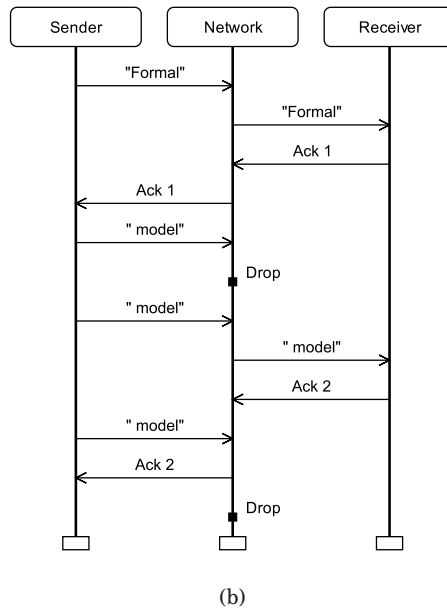 Sender Network Receiver
"Formal"
"Formal"
Ack 1
Ack 1
" model"
Drop
" model"
" model"
Ack 2
" model"
Ack 2
Drop
(b)